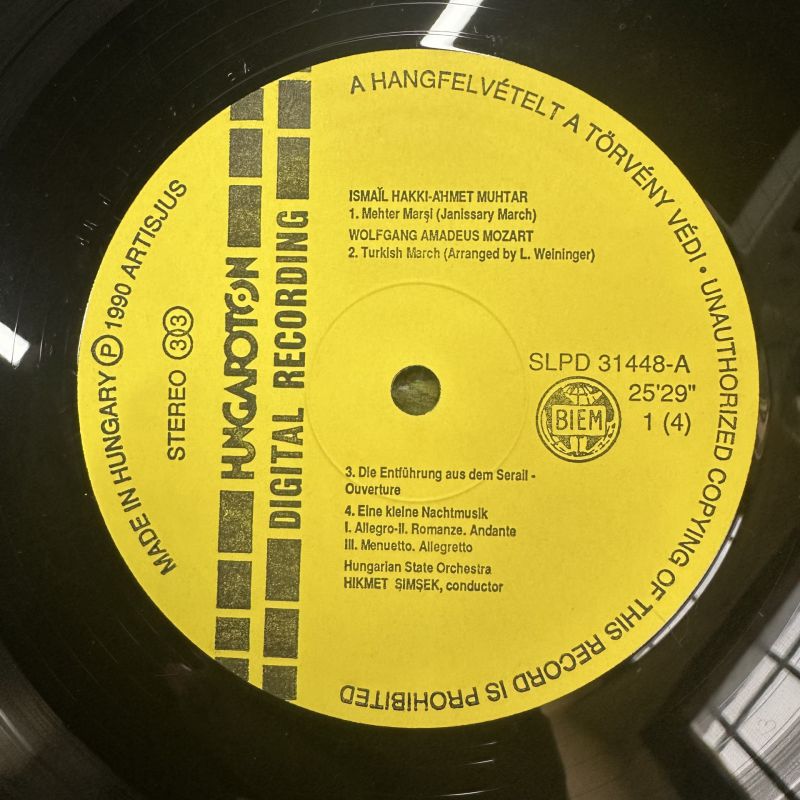 A HANGFELVÉTELT A TÖRVÉNY VÉDI • UNAUTHORIZED COPYING OF THIS RECORD IS PROHIBITED
MADE IN HUNGARY Ⓟ 1990 ARTISJUS
STEREO 33
HUNGAROTON
DIGITAL RECORDING
ISMAĬL HAKKI-AHMET MUHTAR
1. Mehter Marşi (Janissary March)
WOLFGANG AMADEUS MOZART
2. Turkish March (Arranged by L. Weininger)
SLPD 31448-A
BIEM
25'29"
1 (4)
3. Die Entführung aus dem Serail -
Ouverture
4. Eine kleine Nachtmusik
I. Allegro-II. Romanze. Andante
III. Menuetto. Allegretto
Hungarian State Orchestra
HIKMET ŞIMŞEK, conductor